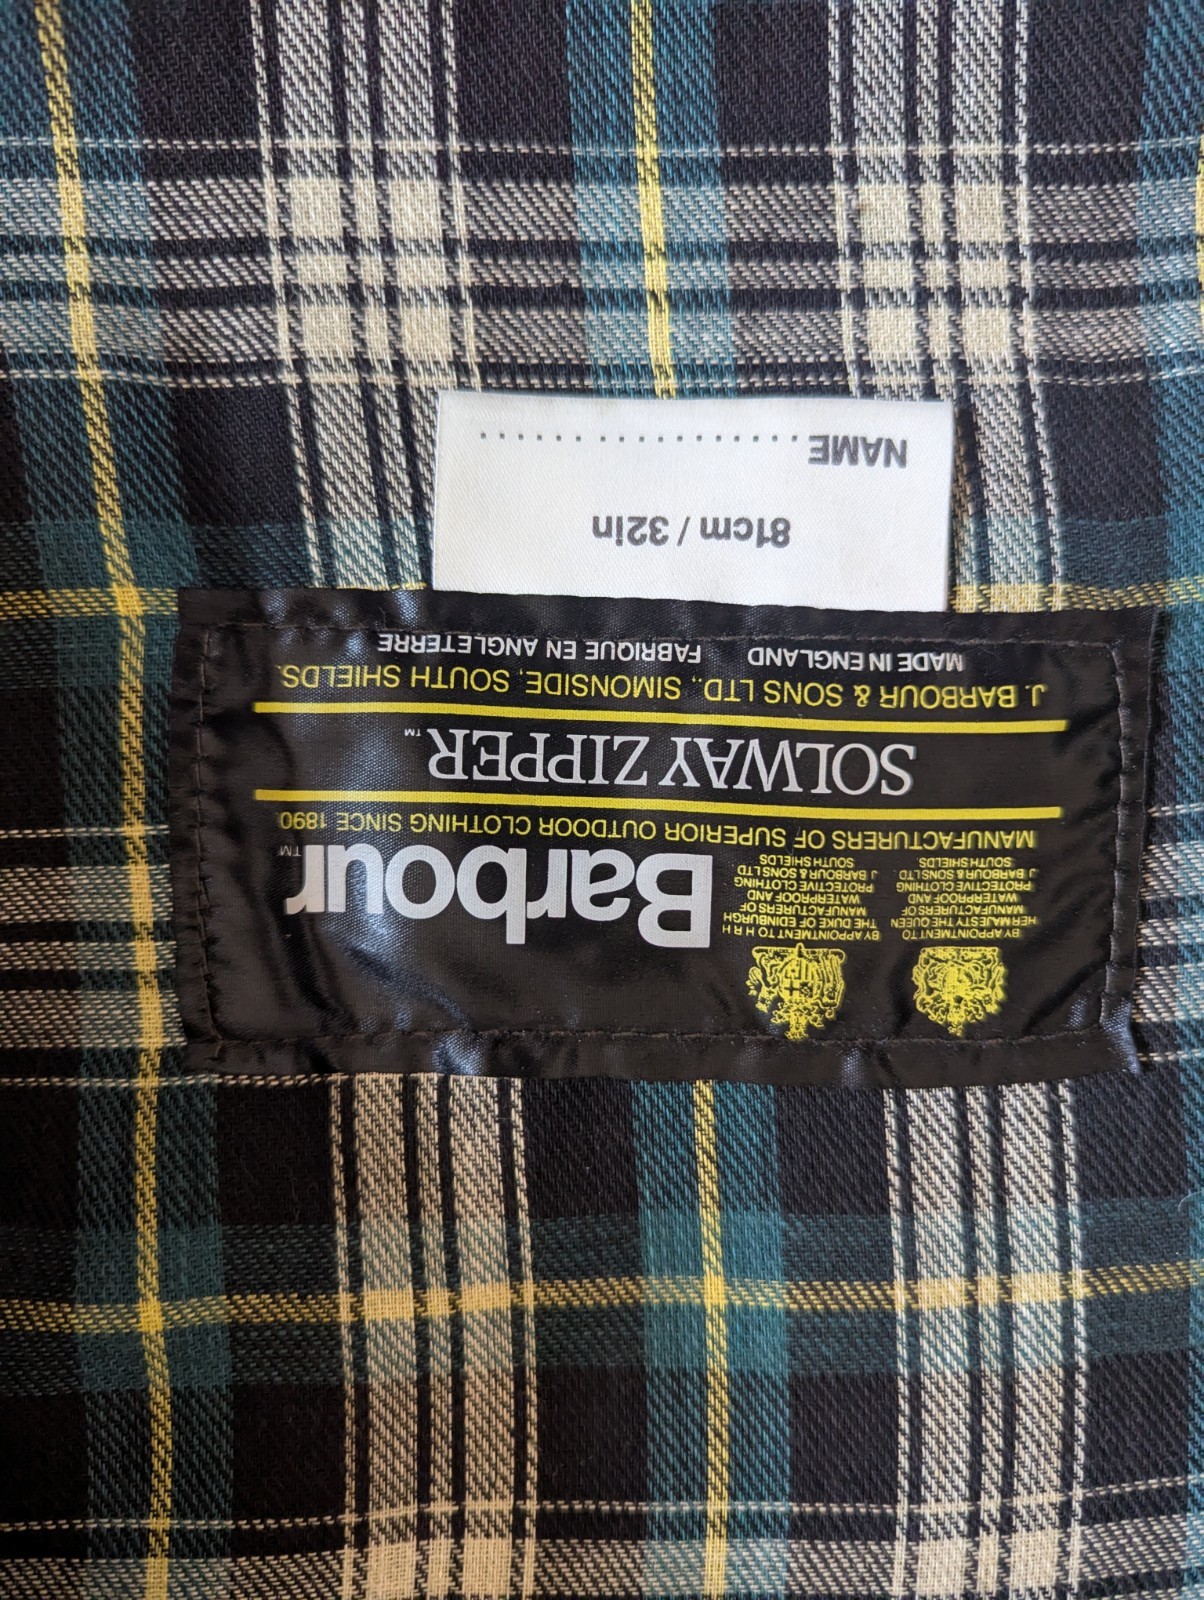 BY APPOINTMENT TO
HER MAJESTY THE QUEEN
MANUFACTURERS OF
WATERPROOF AND
PROTECTIVE CLOTHING
J. BARBOUR & SONS LTD.
SOUTH SHIELDS
BY APPOINTMENT TO H R H
THE DUKE OF EDINBURGH
MANUFACTURERS OF
WATERPROOF AND
PROTECTIVE CLOTHING
J BARBOUR & SONS LTD
SOUTH SHIELDS
Barbour™
MANUFACTURERS OF SUPERIOR OUTDOOR CLOTHING SINCE 1890
SOLWAY ZIPPER™
J. BARBOUR & SONS LTD., SIMONSIDE, SOUTH SHIELDS.
MADE IN ENGLAND FABRIQUE EN ANGLETERRE
81cm / 32in
NAME ..................